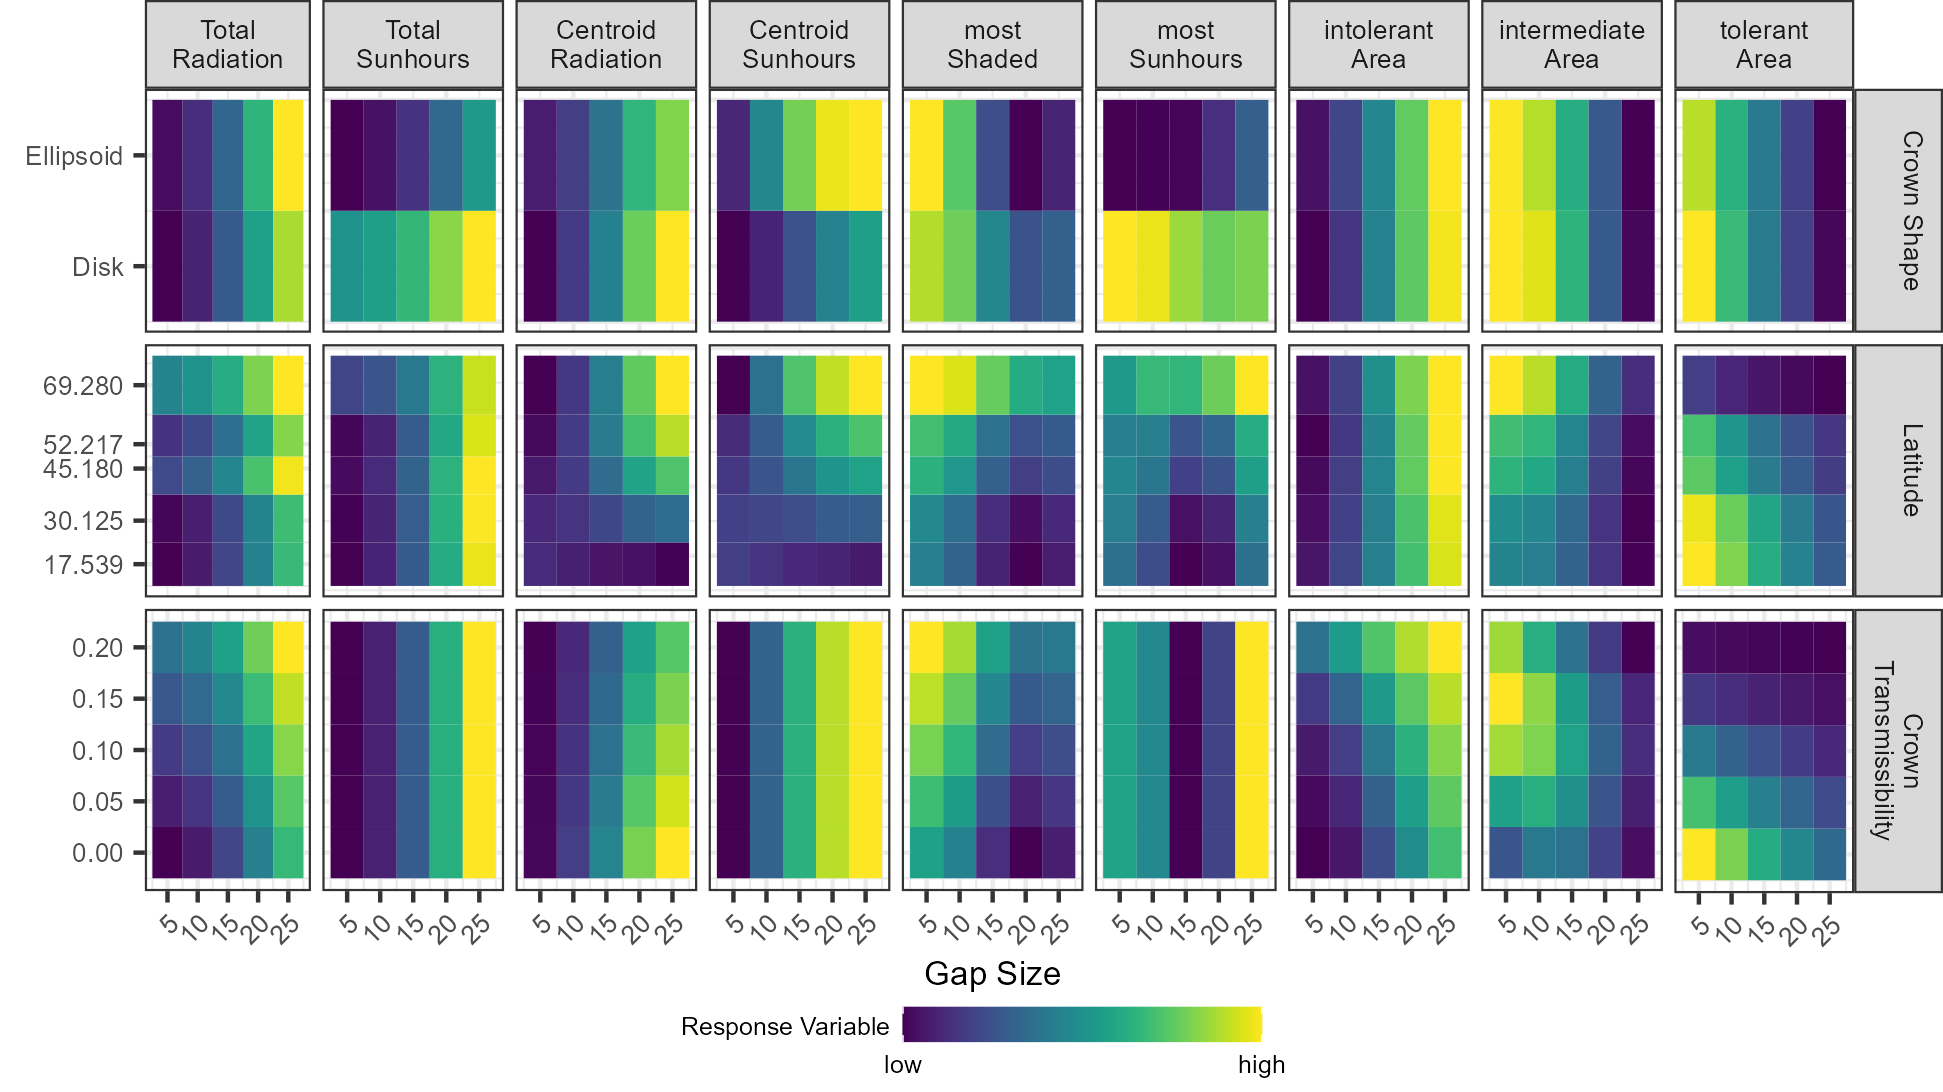 Total
Radiation
Total
Sunhours
Centroid
Radiation
Centroid
Sunhours
most
Shaded
most
Sunhours
intolerant
Area
intermediate
Area
tolerant
Area
Ellipsoid
Disk
Crown Shape
69.280
52.217
45.180
30.125
17.539
Latitude
0.20
0.15
0.10
0.05
0.00
Crown
Transmissibility
5 10 15 20 25
5 10 15 20 25
5 10 15 20 25
5 10 15 20 25
5 10 15 20 25
5 10 15 20 25
5 10 15 20 25
5 10 15 20 25
5 10 15 20 25
Gap Size
Response Variable
low high